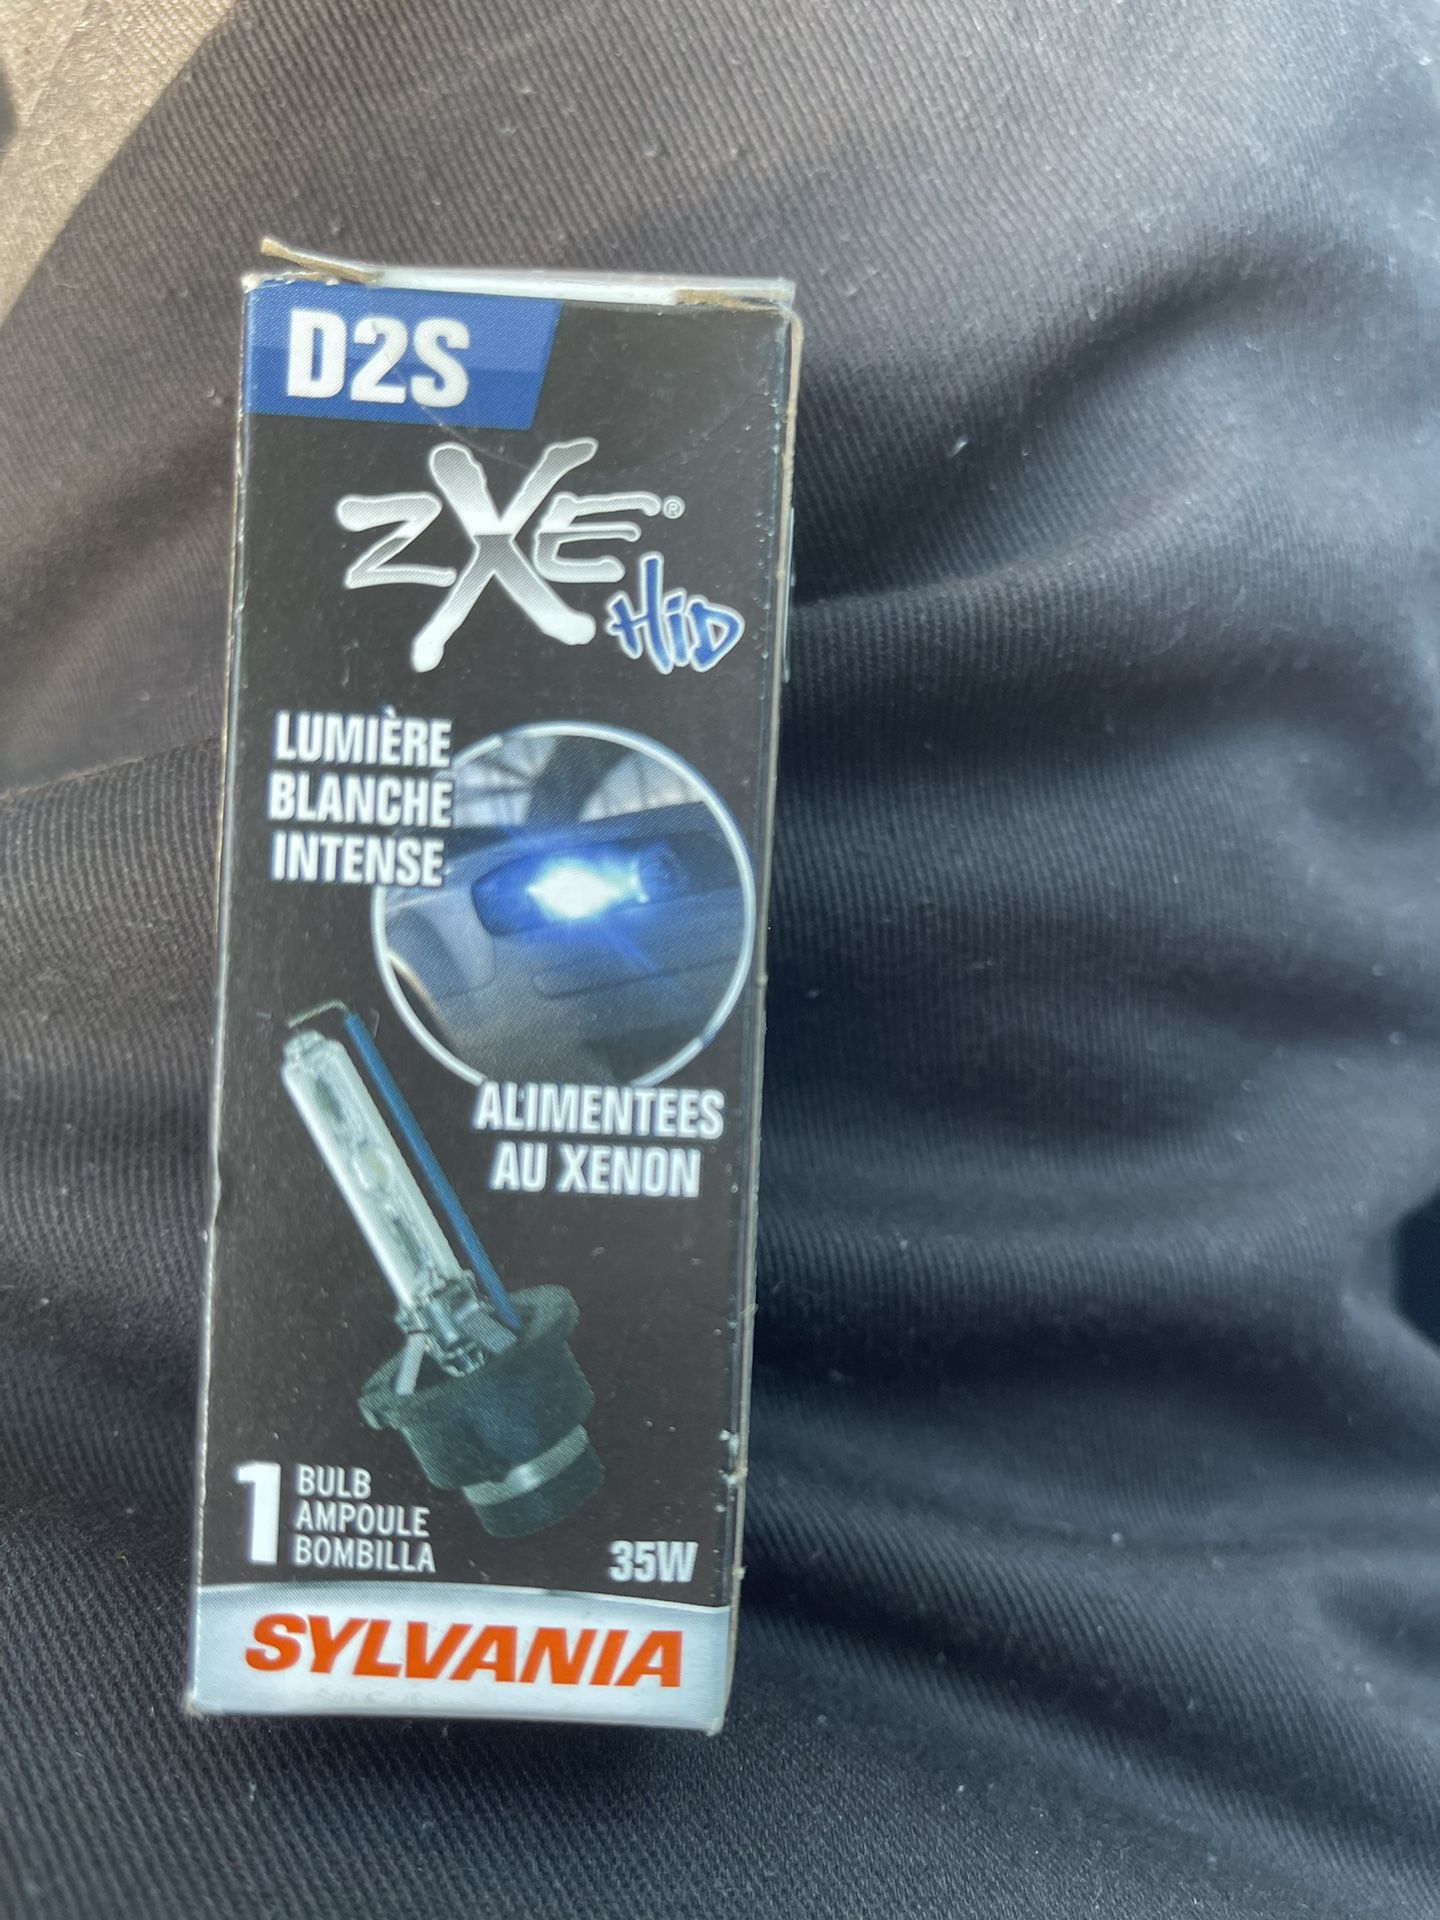 D2S
ZXE®
HiD
LUMIÈRE
BLANCHE
INTENSE
ALIMENTEES
AU XENON
1 BULB
AMPOULE
BOMBILLA
35W
SYLVANIA